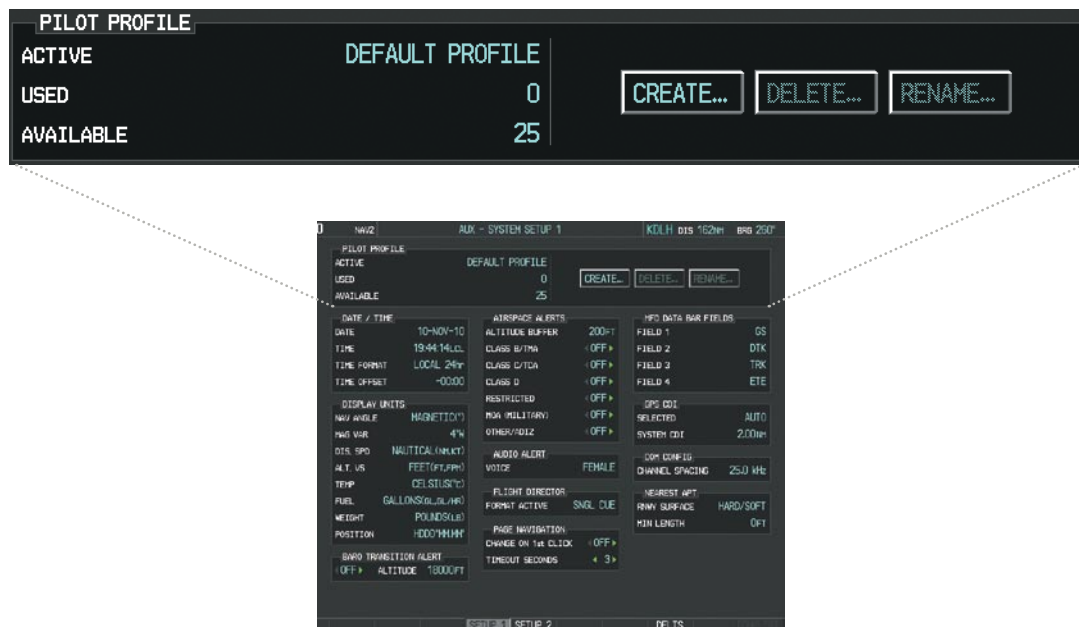 PILOT PROFILE
ACTIVE DEFAULT PROFILE
USED 0
AVAILABLE 25
CREATE… DELETE… RENAME…
NAV2 AUX - SYSTEM SETUP 1 KDLH DIS 162NM BRG 260°
PILOT PROFILE
ACTIVE DEFAULT PROFILE
USED 0 CREATE… DELETE… RENAME…
AVAILABLE 25
DATE / TIME
DATE 10-NOV-10
TIME 19:44:14LCL
TIME FORMAT LOCAL 24hr
TIME OFFSET -00:00
DISPLAY UNITS
NAV ANGLE MAGNETIC(°)
MAG VAR 4°W
DIS, SPD NAUTICAL(NM,KT)
ALT, VS FEET(FT,FPM)
TEMP CELSIUS(°C)
FUEL GALLONS(GL,GL/HR)
WEIGHT POUNDS(LB)
POSITION HDDD°MM.MM'
BARO TRANSITION ALERT
OFF ALTITUDE 18000FT
AIRSPACE ALERTS
ALTITUDE BUFFER 200FT
CLASS B/TMA OFF
CLASS C/TCA OFF
CLASS D OFF
RESTRICTED OFF
MOA (MILITARY) OFF
OTHER/ADIZ OFF
AUDIO ALERT
VOICE FEMALE
FLIGHT DIRECTOR
FORMAT ACTIVE SNGL CUE
PAGE NAVIGATION
CHANGE ON 1st CLICK OFF
TIMEOUT SECONDS 3
MFD DATA BAR FIELDS
FIELD 1 GS
FIELD 2 DTK
FIELD 3 TRK
FIELD 4 ETE
GPS CDI
SELECTED AUTO
SYSTEM CDI 2.00NM
COM CONFIG
CHANNEL SPACING 25.0 kHz
NEAREST APT
RNWY SURFACE HARD/SOFT
MIN LENGTH 0FT
SETUP 1 SETUP 2 DFLTS